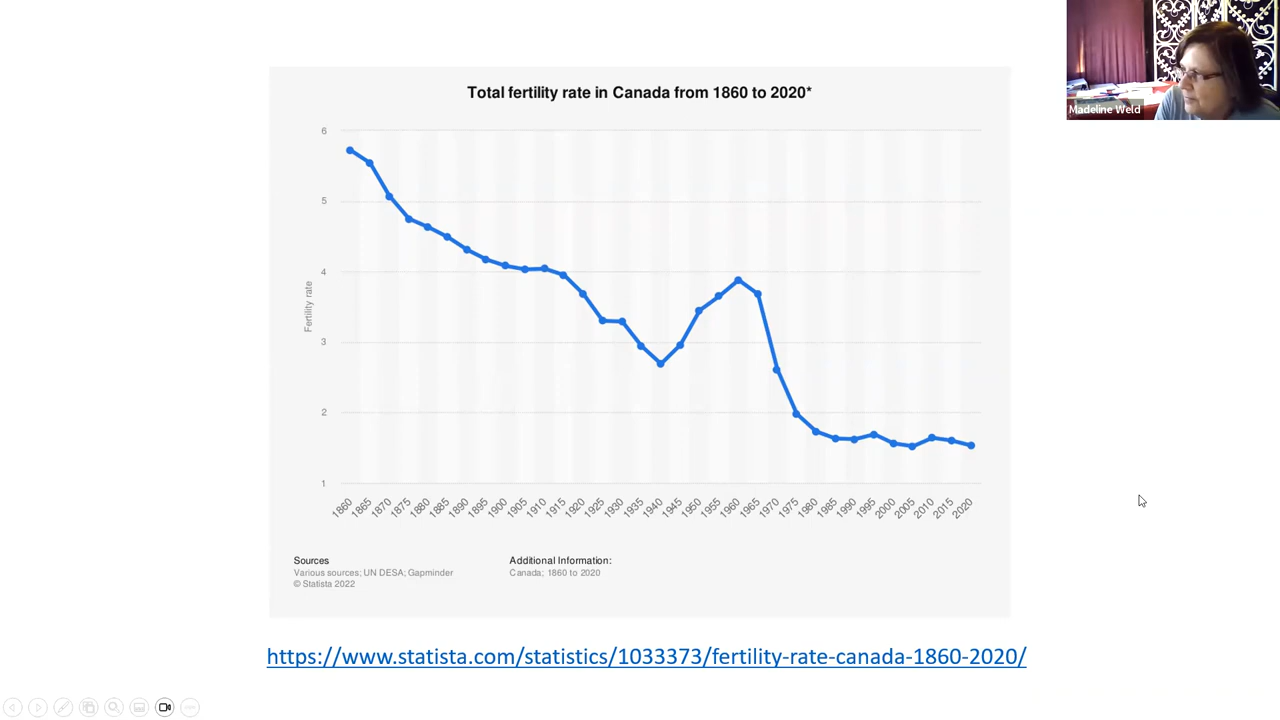 Total fertility rate in Canada from 1860 to 2020*
Madeline Weld
6
5
4
3
2
1
Fertility rate
1860 1865 1870 1875 1880 1885 1890 1895 1900 1905 1910 1915 1920 1925 1930 1935 1940 1945 1950 1955 1960 1965 1970 1975 1980 1985 1990 1995 2000 2005 2010 2015 2020
Sources
Various sources; UN DESA; Gapminder
© Statista 2022
Additional Information:
Canada; 1860 to 2020
https://www.statista.com/statistics/1033373/fertility-rate-canada-1860-2020/